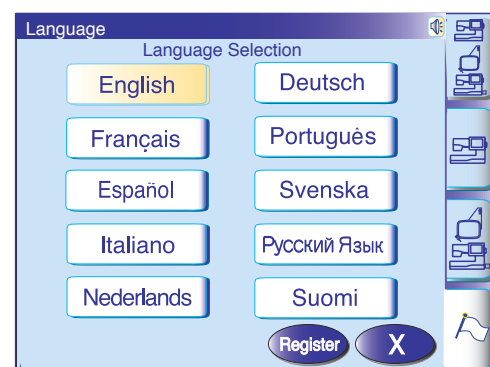 Language
Language Selection
English
Deutsch
Français
Portuguès
Español
Svenska
Italiano
Русский Язык
Nederlands
Suomi
Register
X